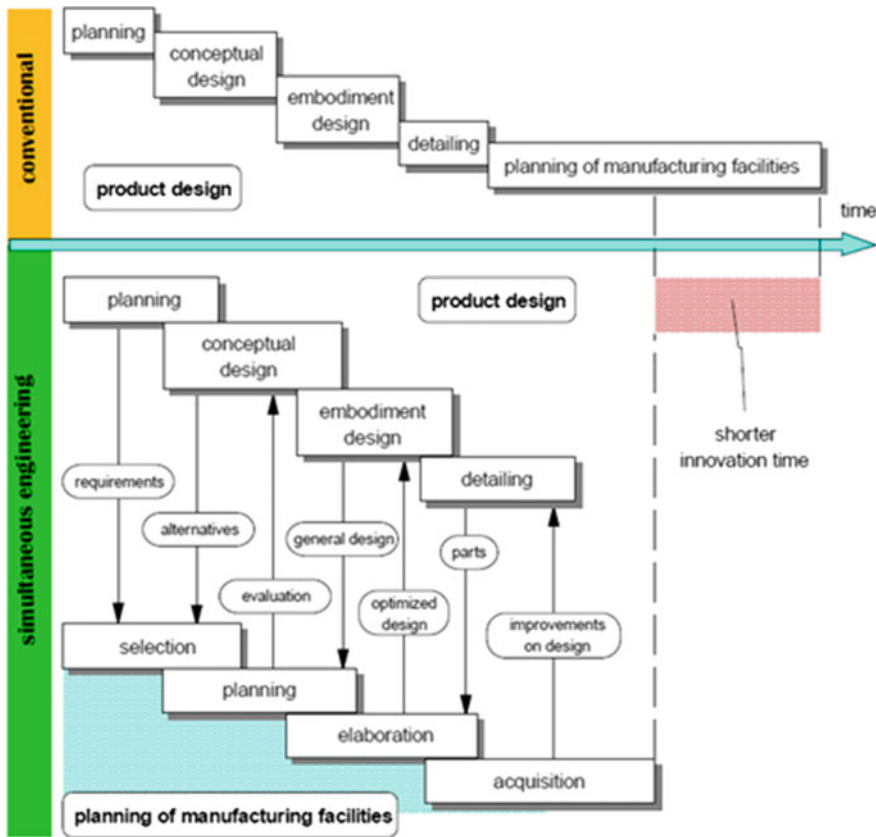 conventional
planning
conceptual
design
embodiment
design
detailing
planning of manufacturing facilities
product design
time
simultaneous engineering
planning
product design
conceptual
design
embodiment
design
shorter
innovation time
detailing
requirements
alternatives
general design
parts
evaluation
optimized
design
improvements
on design
selection
planning
elaboration
acquisition
planning of manufacturing facilities